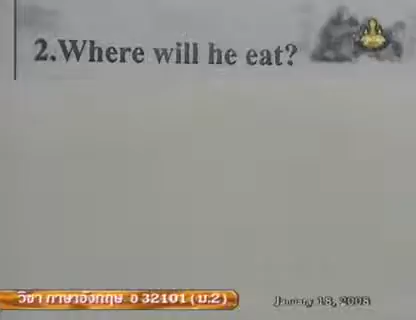 2.Where will he eat?
วิชา ภาษาอังกฤษ อ 32101 (ม.2)
January 18, 2008